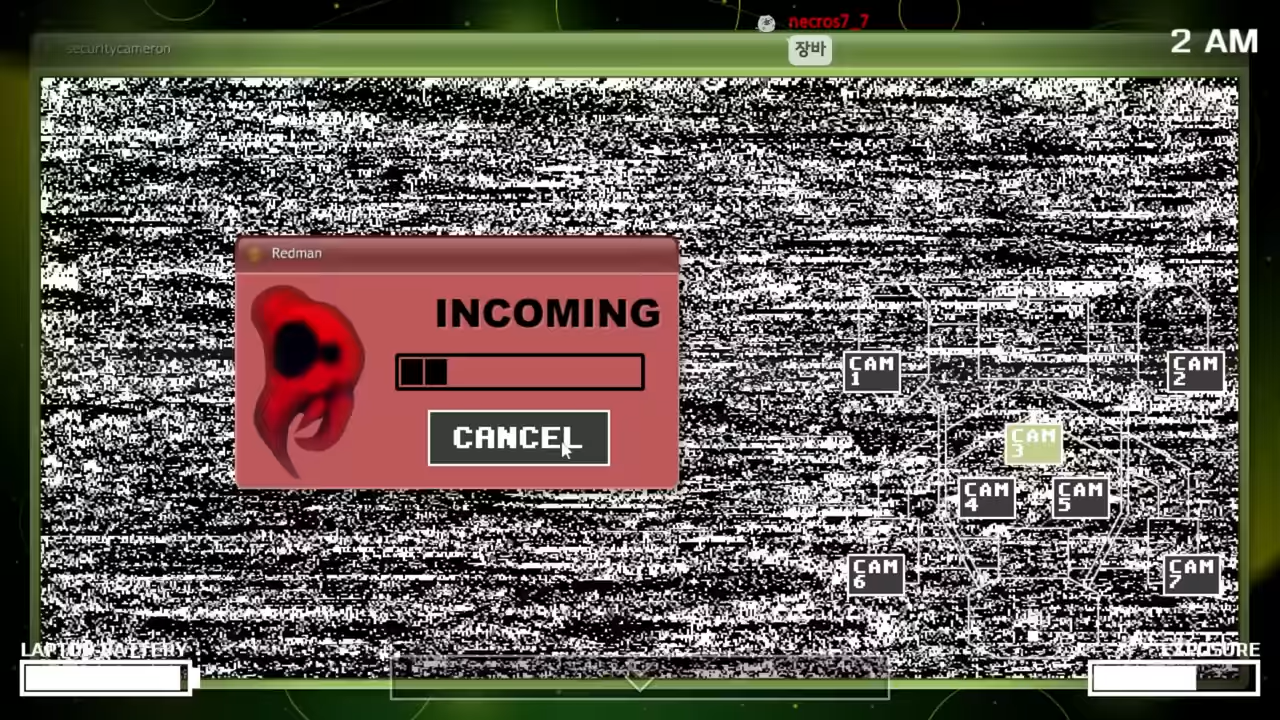 necros7_7
장바
2 AM
securitycameron
Redman
INCOMING
CANCEL
CAM
1
CAM
2
CAM
3
CAM
4
CAM
5
CAM
6
CAM
7
LAPTOP BATTERY
EXPOSURE